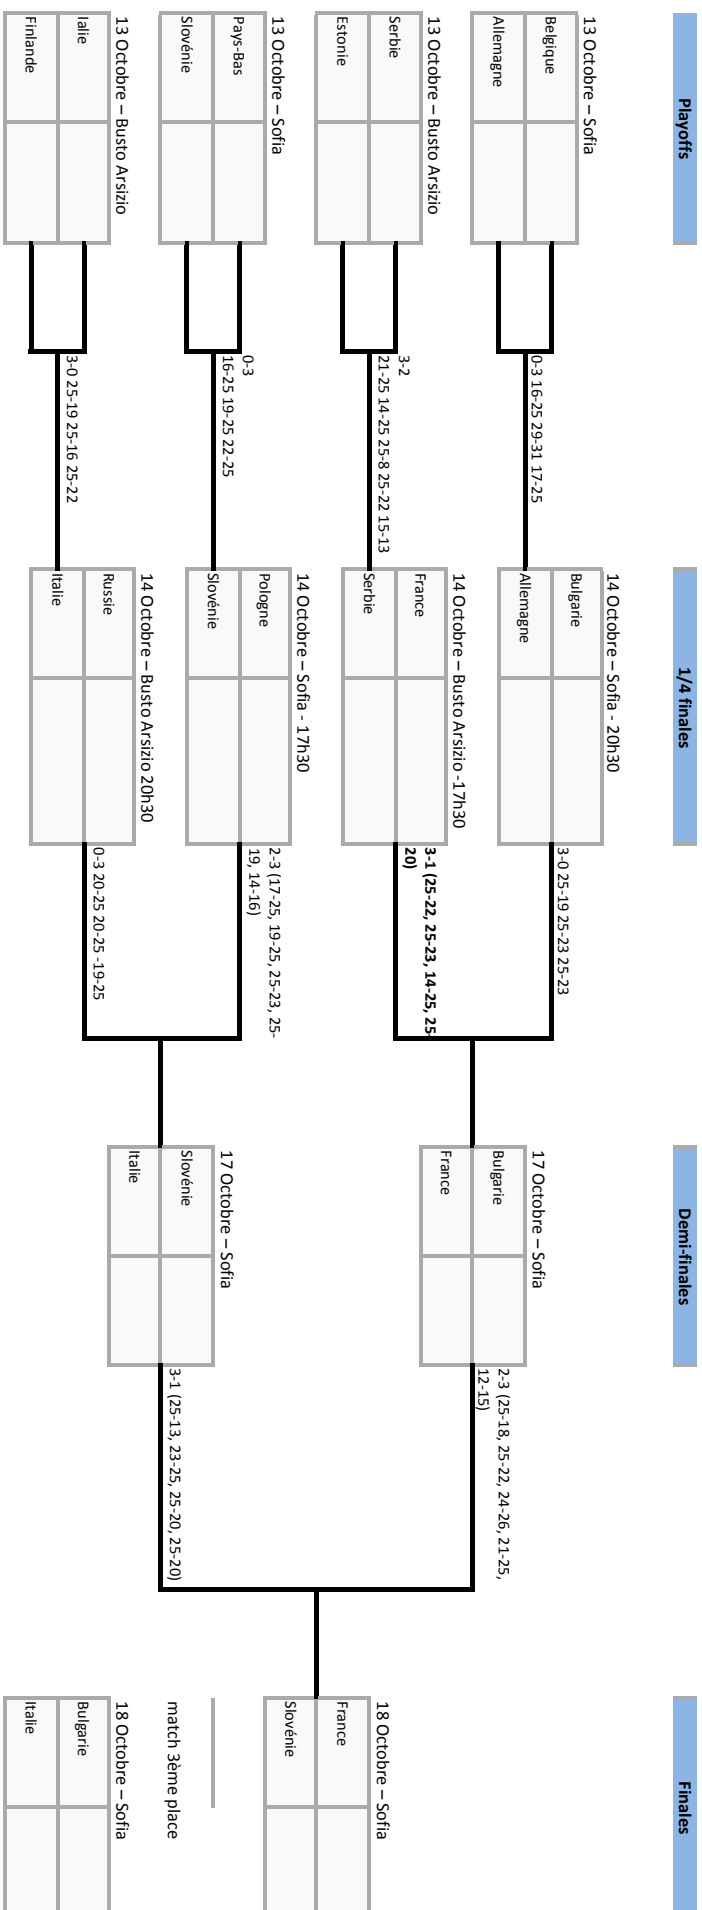 Playoffs
1/4 finales
Demi-finales
Finales
13 Octobre – Sofia
Belgique
Allemagne
0-3 16-25 29-31 17-25
13 Octobre – Busto Arsizio
Serbie
Estonie
3-2
21-25 14-25 25-8 25-22 15-13
13 Octobre – Sofia
Pays-Bas
Slovénie
0-3
16-25 19-25 22-25
13 Octobre – Busto Arsizio
Ialie
Finlande
3-0 25-19 25-16 25-22
14 Octobre – Sofia - 20h30
Bulgarie
Allemagne
3-0 25-19 25-23 25-23
14 Octobre – Busto Arsizio -17h30
France
Serbie
3-1 (25-22, 25-23, 14-25, 25-
20)
14 Octobre – Sofia - 17h30
Pologne
Slovénie
2-3 (17-25, 19-25, 25-23, 25-
19, 14-16)
14 Octobre – Busto Arsizio 20h30
Russie
Italie
0-3 20-25 20-25 -19-25
17 Octobre – Sofia
Bulgarie
France
2-3 (25-18, 25-22, 24-26, 21-25,
12-15)
17 Octobre – Sofia
Slovénie
Italie
3-1 (25-13, 23-25, 25-20, 25-20)
18 Octobre – Sofia
France
Slovénie
match 3ème place
18 Octobre – Sofia
Bulgarie
Italie